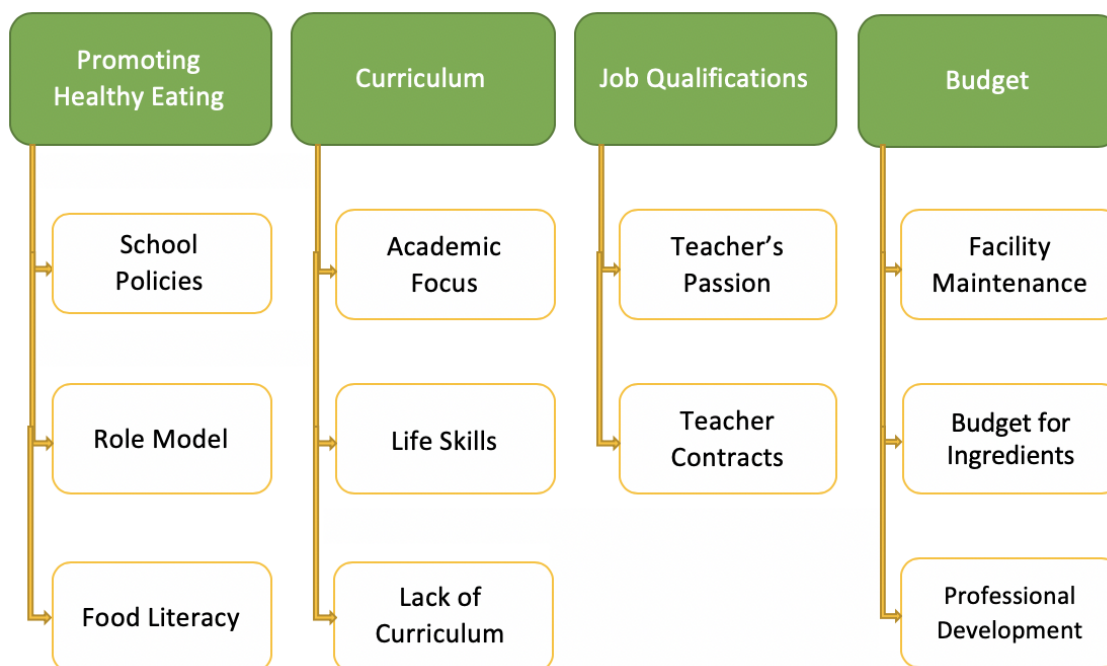 Promoting
Healthy Eating
School
Policies
Role Model
Food Literacy
Curriculum
Academic
Focus
Life Skills
Lack of
Curriculum
Job Qualifications
Teacher’s
Passion
Teacher
Contracts
Budget
Facility
Maintenance
Budget for
Ingredients
Professional
Development